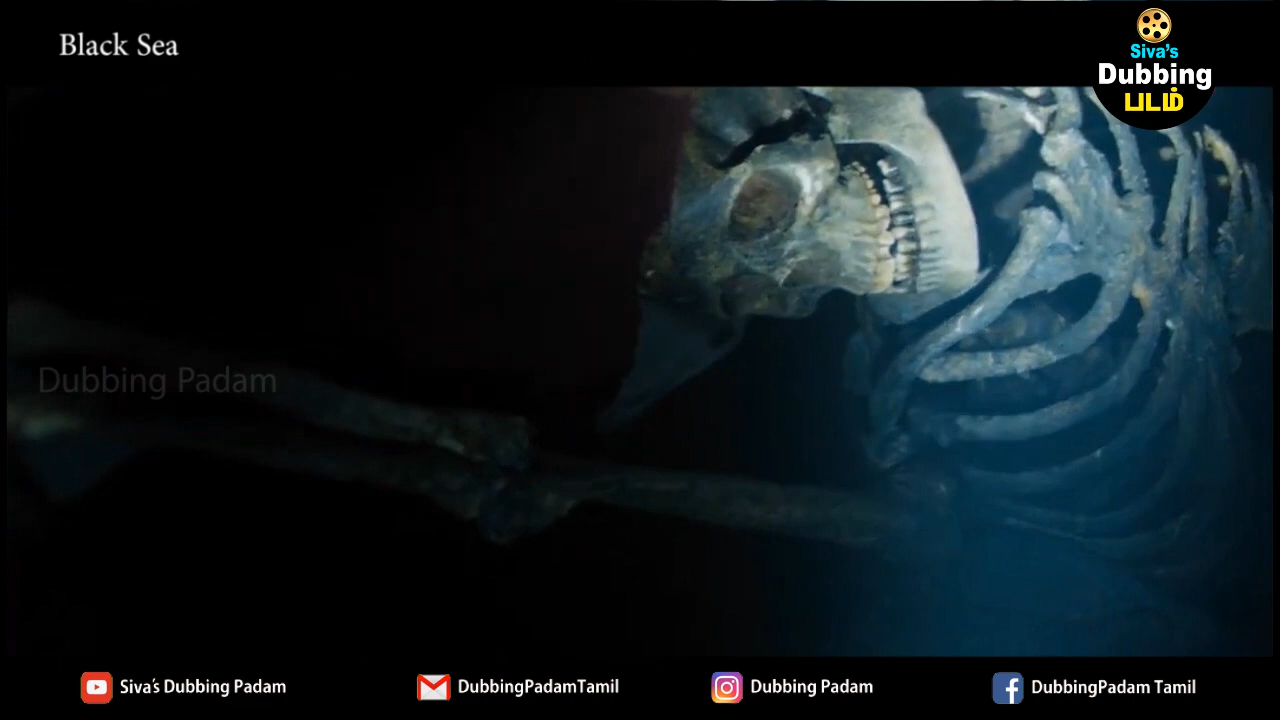 Black Sea
Siva's
Dubbing
படம்
Dubbing Padam
Siva's Dubbing Padam
DubbingPadamTamil
Dubbing Padam
DubbingPadam Tamil